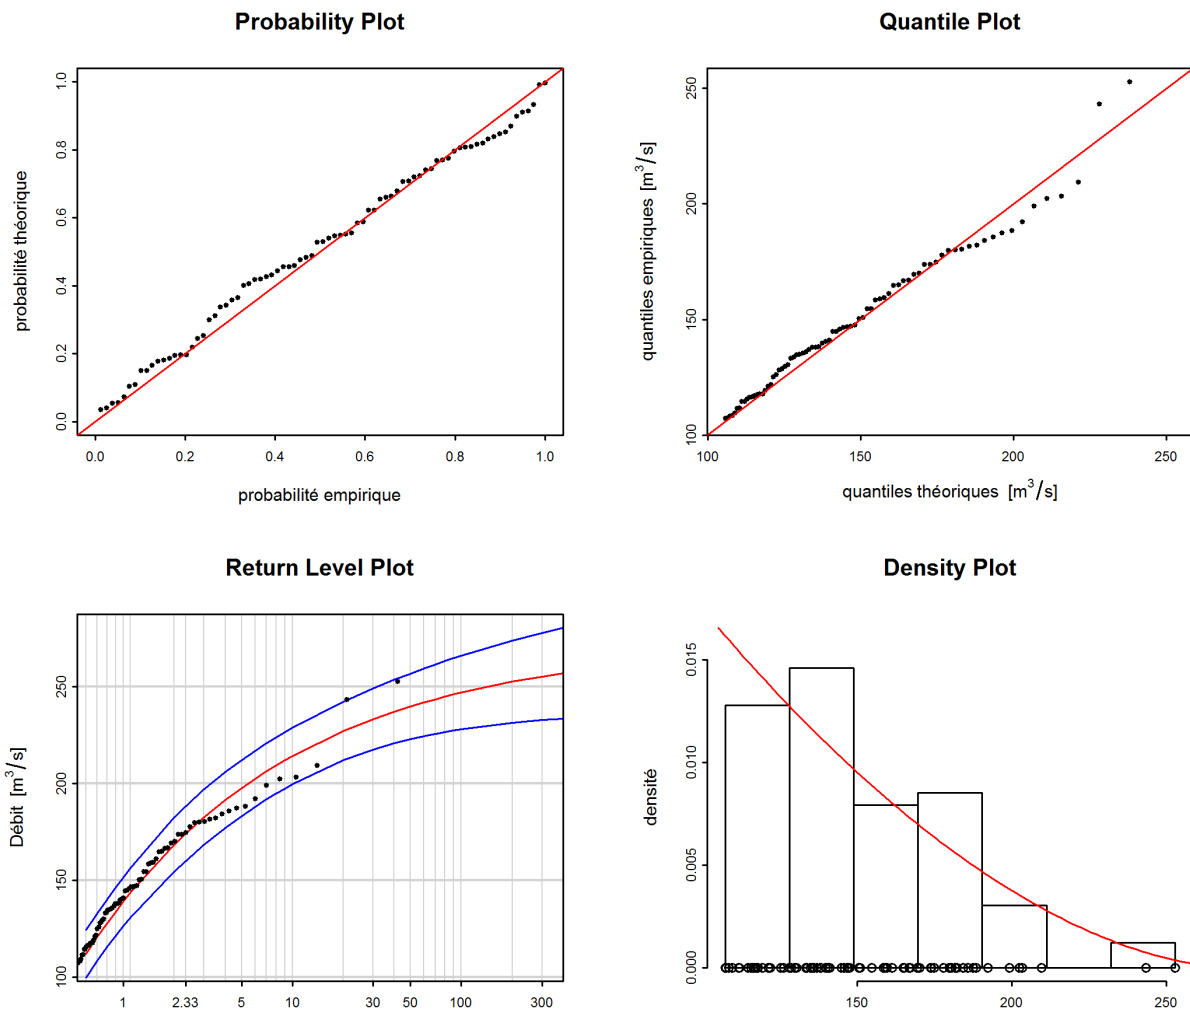 Probability Plot
probabilité théorique
0.0 0.2 0.4 0.6 0.8 1.0
0.0 0.2 0.4 0.6 0.8 1.0
probabilité empirique
Quantile Plot
quantiles empiriques [m³/s]
100 150 200 250
100 150 200 250
quantiles théoriques [m³/s]
Return Level Plot
Débit [m³/s]
100 150 200 250
1 2.33 5 10 30 50 100 300
Density Plot
densité
0.000 0.005 0.010 0.015
150 200 250